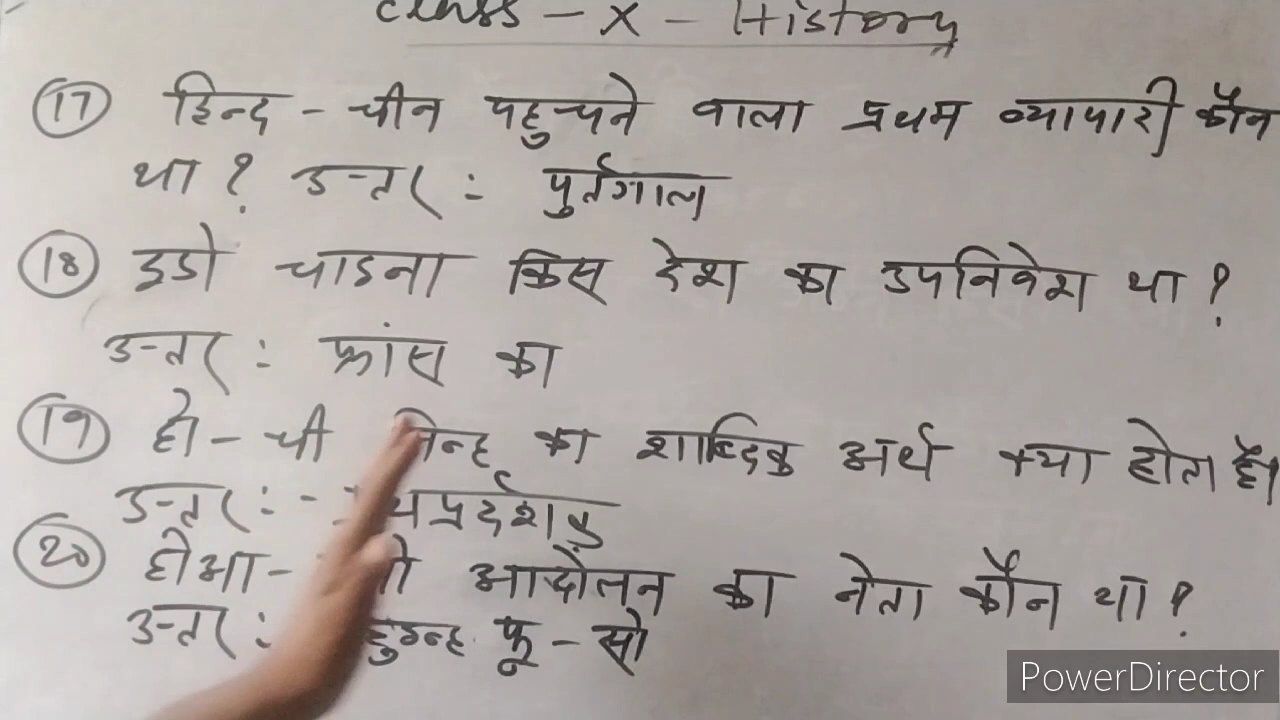 class - X - History
(17) हिन्द - चीन पहुचने वाला प्रथम व्यापारी कौन
था ? उत्तर : पुर्तगाल
(18) इडो चाइना किस देश का उपनिवेश था ?
उत्तर : फ्रांस का
(19) हो - ची का शाब्दिक अर्थ क्या होता है।
उत्तर : -
(20) होआ - आदोलन का नेता कौन था ?
उत्तर : फू - सो
PowerDirector